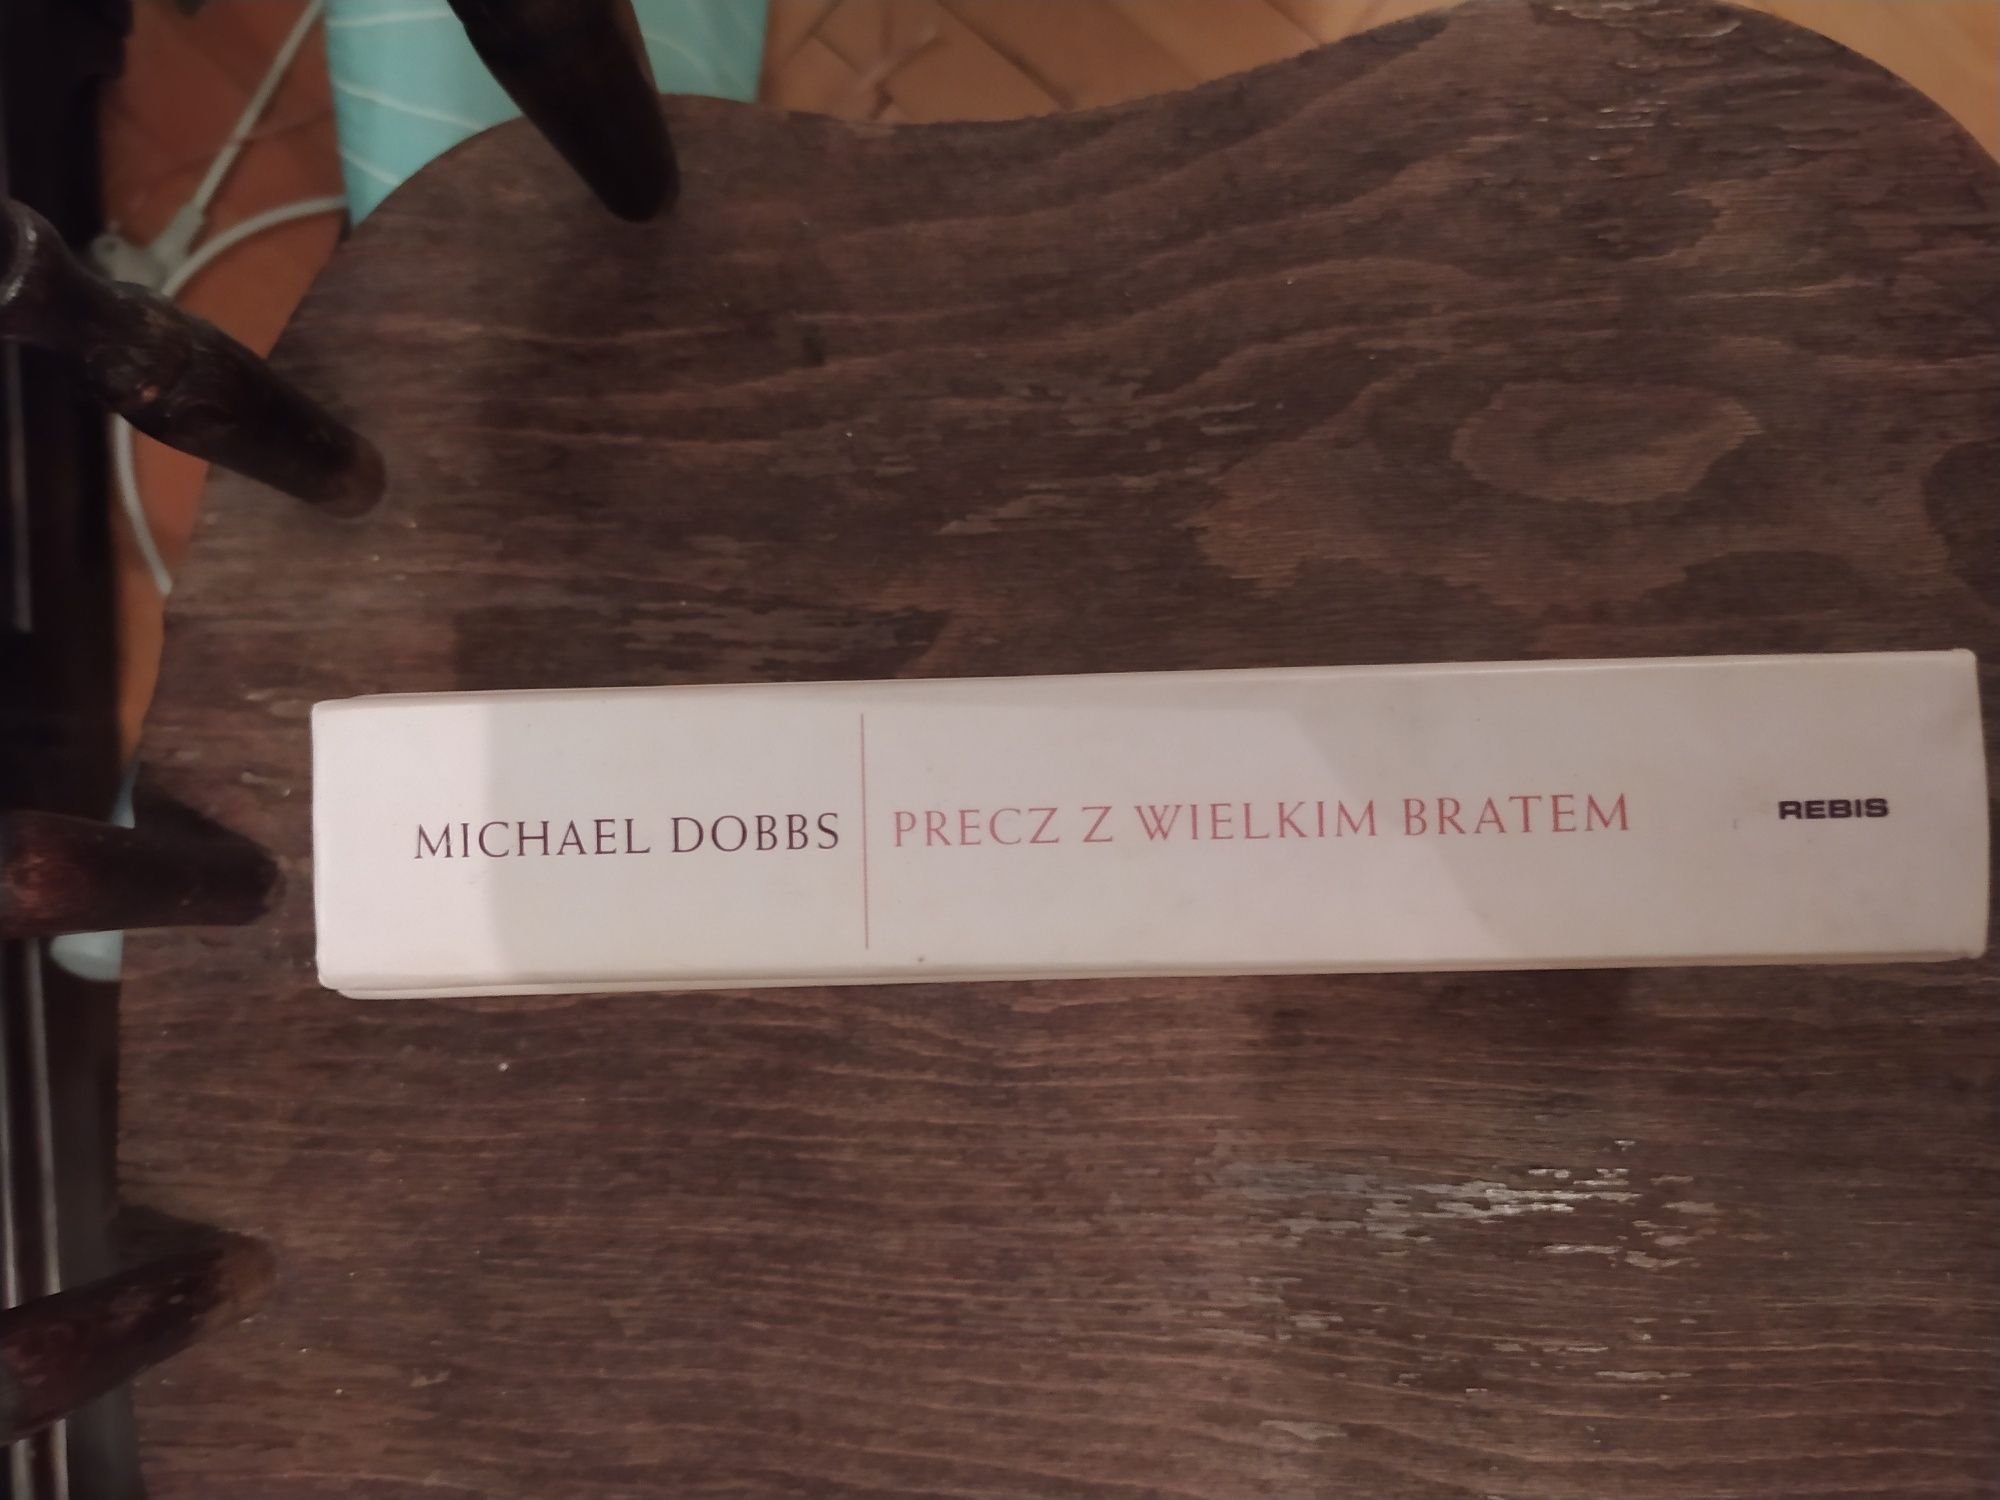 MICHAEL DOBBS
PRECZ Z WIELKIM BRATEM
REBIS